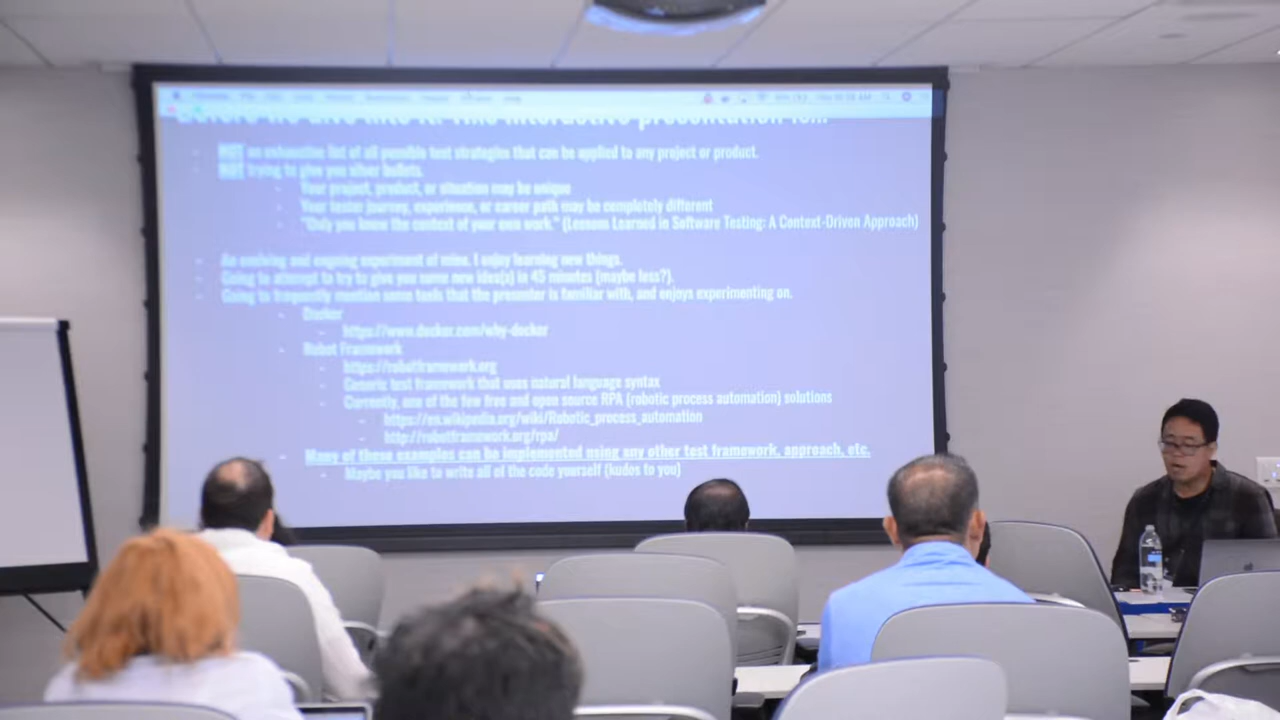 Before we dive into it: This interactive presentation is...
- NOT an exhaustive list of all possible test strategies that can be applied to any project or product.
- NOT trying to give you silver bullets.
- Your project, product, or situation may be unique
- Your tester journey, experience, or career path may be completely different
- "Only you know the context of your own work." (Lessons Learned in Software Testing: A Context-Driven Approach)
- An evolving and ongoing experiment of mine. I enjoy learning new things.
- Going to attempt to try to give you some new idea(s) in 45 minutes (maybe less?).
- Going to frequently mention some tools that the presenter is familiar with, and enjoys experimenting on.
- Docker
- https://www.docker.com/why-docker
- Robot Framework
- https://robotframework.org
- Generic test framework that uses natural language syntax
- Currently, one of the few free and open source RPA (robotic process automation) solutions
- https://en.wikipedia.org/wiki/Robotic_process_automation
- http://robotframework.org/rpa/
- Many of these examples can be implemented using any other test framework, approach, etc.
- Maybe you like to write all of the code yourself (kudos to you)